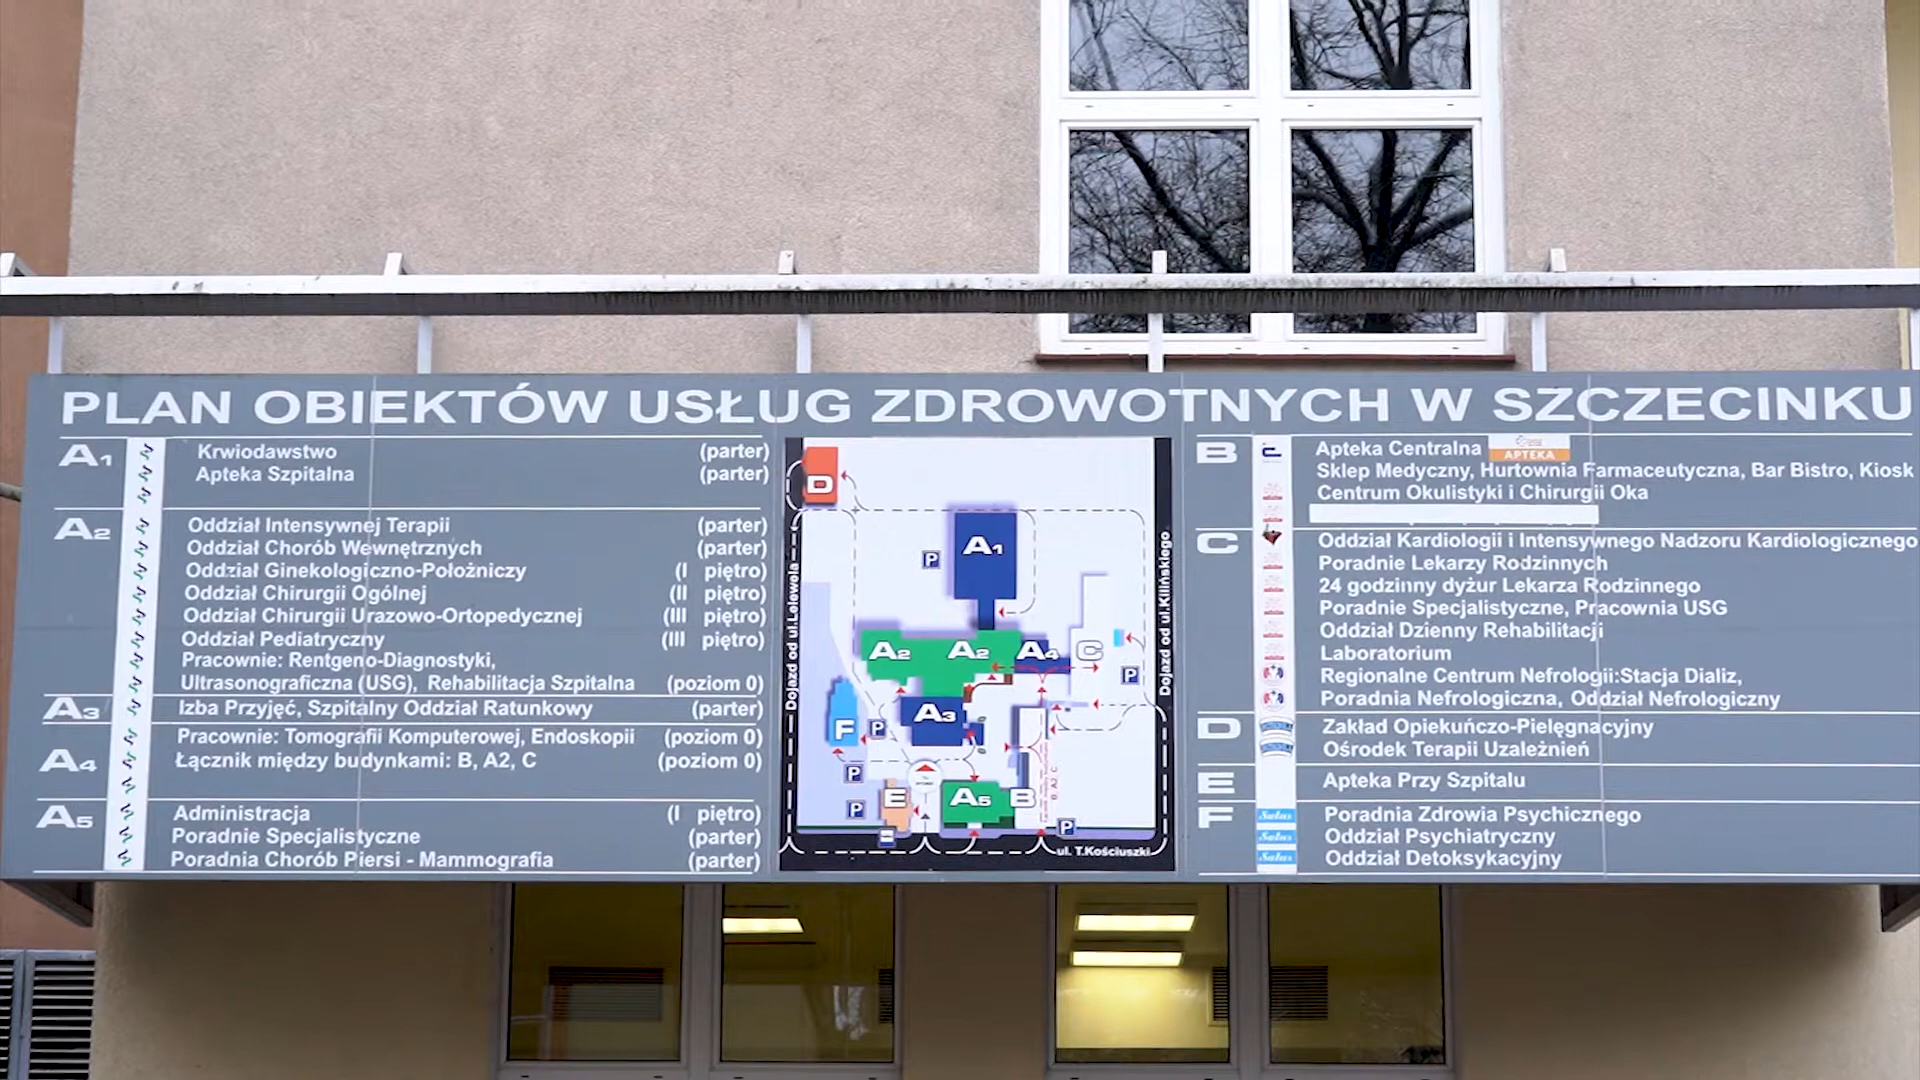 PLAN OBIEKTÓW USŁUG ZDROWOTNYCH W SZCZECINKU
A1
Krwiodawstwo (parter)
Apteka Szpitalna (parter)
A2
Oddział Intensywnej Terapii (parter)
Oddział Chorób Wewnętrznych (parter)
Oddział Ginekologiczno-Położniczy (I piętro)
Oddział Chirurgii Ogólnej (II piętro)
Oddział Chirurgii Urazowo-Ortopedycznej (III piętro)
Oddział Pediatryczny (III piętro)
Pracownie: Rentgeno-Diagnostyki,
Ultrasonograficzna (USG), Rehabilitacja Szpitalna (poziom 0)
A3
Izba Przyjęć, Szpitalny Oddział Ratunkowy (parter)
A4
Pracownie: Tomografii Komputerowej, Endoskopii (poziom 0)
Łącznik między budynkami: B, A2, C (poziom 0)
A5
Administracja (I piętro)
Poradnie Specjalistyczne (parter)
Poradnia Chorób Piersi - Mammografia (parter)
D
A1
P
Dojazd od ul.Lelewela
Dojazd od ul.Kilińskiego
A2 A2 A4 C
P
F P A3
P
E A5 B
P
P
ul. T.Kościuszki
B
Apteka Centralna APTEKA
Sklep Medyczny, Hurtownia Farmaceutyczna, Bar Bistro, Kiosk
Centrum Okulistyki i Chirurgii Oka
C
Oddział Kardiologii i Intensywnego Nadzoru Kardiologicznego
Poradnie Lekarzy Rodzinnych
24 godzinny dyżur Lekarza Rodzinnego
Poradnie Specjalistyczne, Pracownia USG
Oddział Dzienny Rehabilitacji
Laboratorium
Regionalne Centrum Nefrologii:Stacja Dializ,
Poradnia Nefrologiczna, Oddział Nefrologiczny
D
Zakład Opiekuńczo-Pielęgnacyjny
Ośrodek Terapii Uzależnień
E
Apteka Przy Szpitalu
F
Salus Poradnia Zdrowia Psychicznego
Salus Oddział Psychiatryczny
Salus Oddział Detoksykacyjny